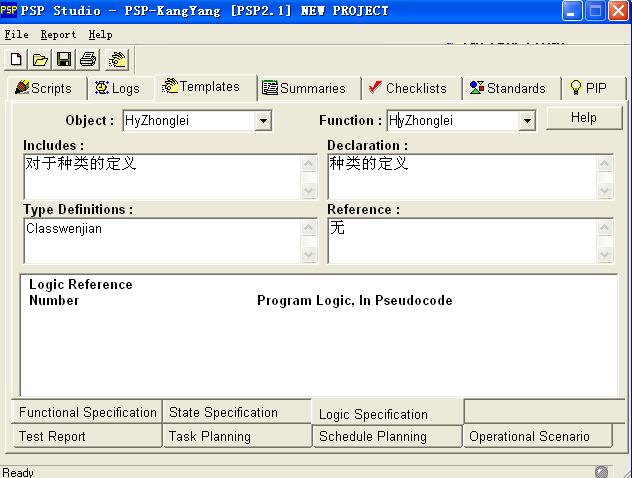 PSP PSP Studio - PSP-KangYang [PSP2.1] NEW PROJECT
File Report Help
Scripts Logs Templates Summaries Checklists Standards PIP
Object : HyZhonglei Function : HyZhonglei Help
Includes : Declaration :
对于种类的定义 种类的定义
Type Definitions : Reference :
Classwenjian 无
Logic Reference
Number Program Logic, In Pseudocode
Functional Specification State Specification Logic Specification
Test Report Task Planning Schedule Planning Operational Scenario
Ready